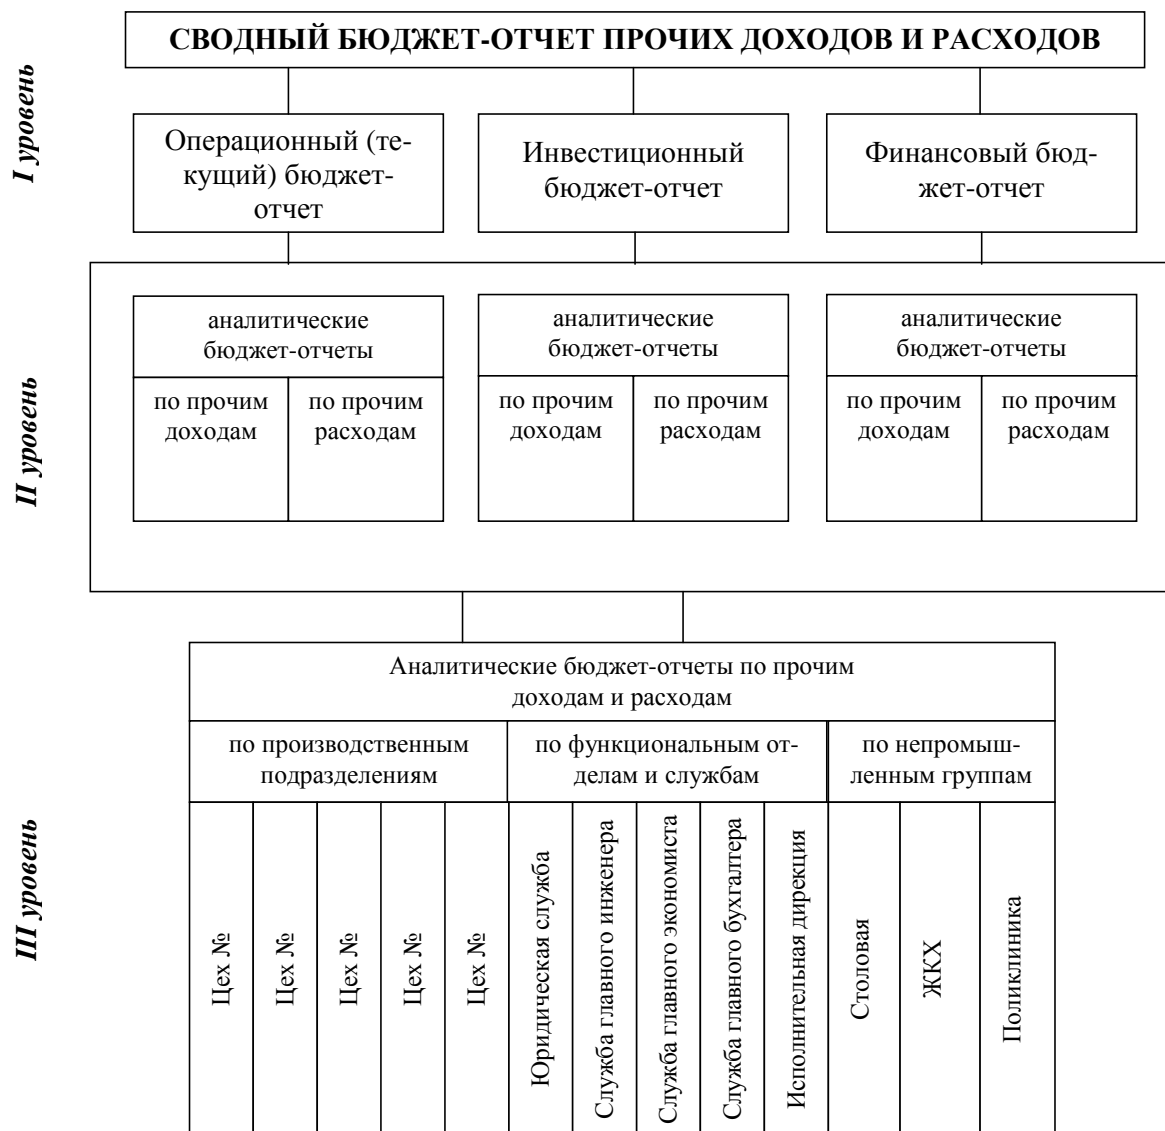 СВОДНЫЙ БЮДЖЕТ-ОТЧЕТ ПРОЧИХ ДОХОДОВ И РАСХОДОВ
I уровень
Операционный (те-
кущий) бюджет-
отчет
Инвестиционный
бюджет-отчет
Финансовый бюд-
жет-отчет
II уровень
аналитические
бюджет-отчеты
по прочим
доходам
по прочим
расходам
аналитические
бюджет-отчеты
по прочим
доходам
по прочим
расходам
аналитические
бюджет-отчеты
по прочим
доходам
по прочим
расходам
III уровень
Аналитические бюджет-отчеты по прочим
доходам и расходам
по производственным
подразделениям
по функциональным от-
делам и службам
по непромыш-
ленным группам
Цех №
Цех №
Цех №
Цех №
Цех №
Юридическая служба
Служба главного инженера
Служба главного экономиста
Служба главного бухгалтера
Исполнительная дирекция
Столовая
ЖКХ
Поликлиника